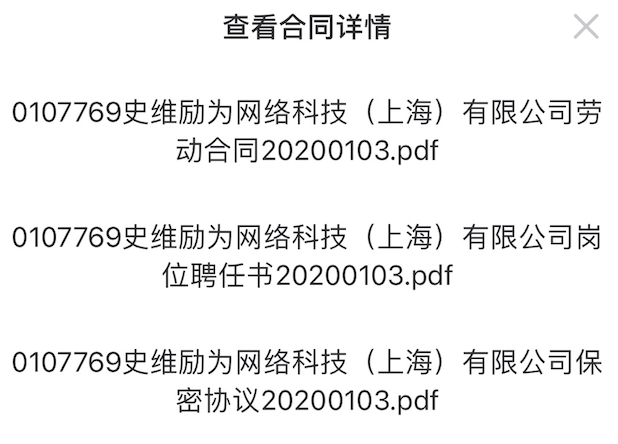 查看合同详情
0107769史维励为网络科技（上海）有限公司劳
动合同20200103.pdf
0107769史维励为网络科技（上海）有限公司岗
位聘任书20200103.pdf
0107769史维励为网络科技（上海）有限公司保
密协议20200103.pdf